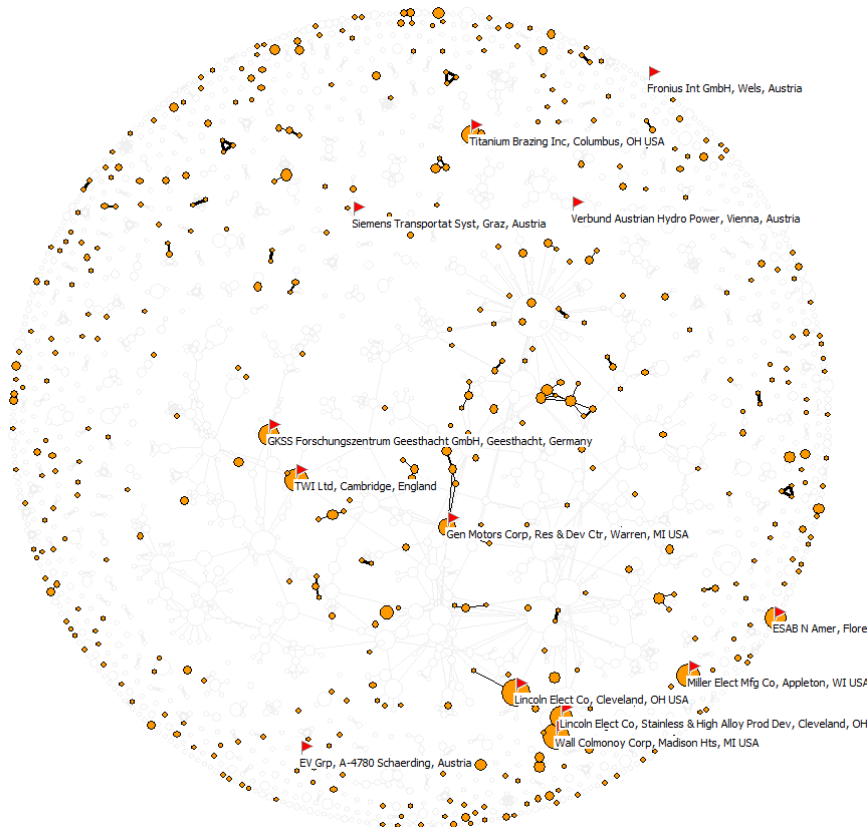 Fronius Int GmbH, Wels, Austria
Titanium Brazing Inc, Columbus, OH USA
Siemens Transportat Syst, Graz, Austria
Verbund Austrian Hydro Power, Vienna, Austria
GKSS Forschungszentrum Geesthacht GmbH, Geesthacht, Germany
TWI Ltd, Cambridge, England
Gen Motors Corp, Res & Dev Ctr, Warren, MI USA
ESAB N Amer, Flore
Miller Elect Mfg Co, Appleton, WI USA
Lincoln Elect Co, Cleveland, OH USA
Lincoln Elect Co, Stainless & High Alloy Prod Dev, Cleveland, OH
Wall Colmonoy Corp, Madison Hts, MI USA
EV Grp, A-4780 Schaerding, Austria